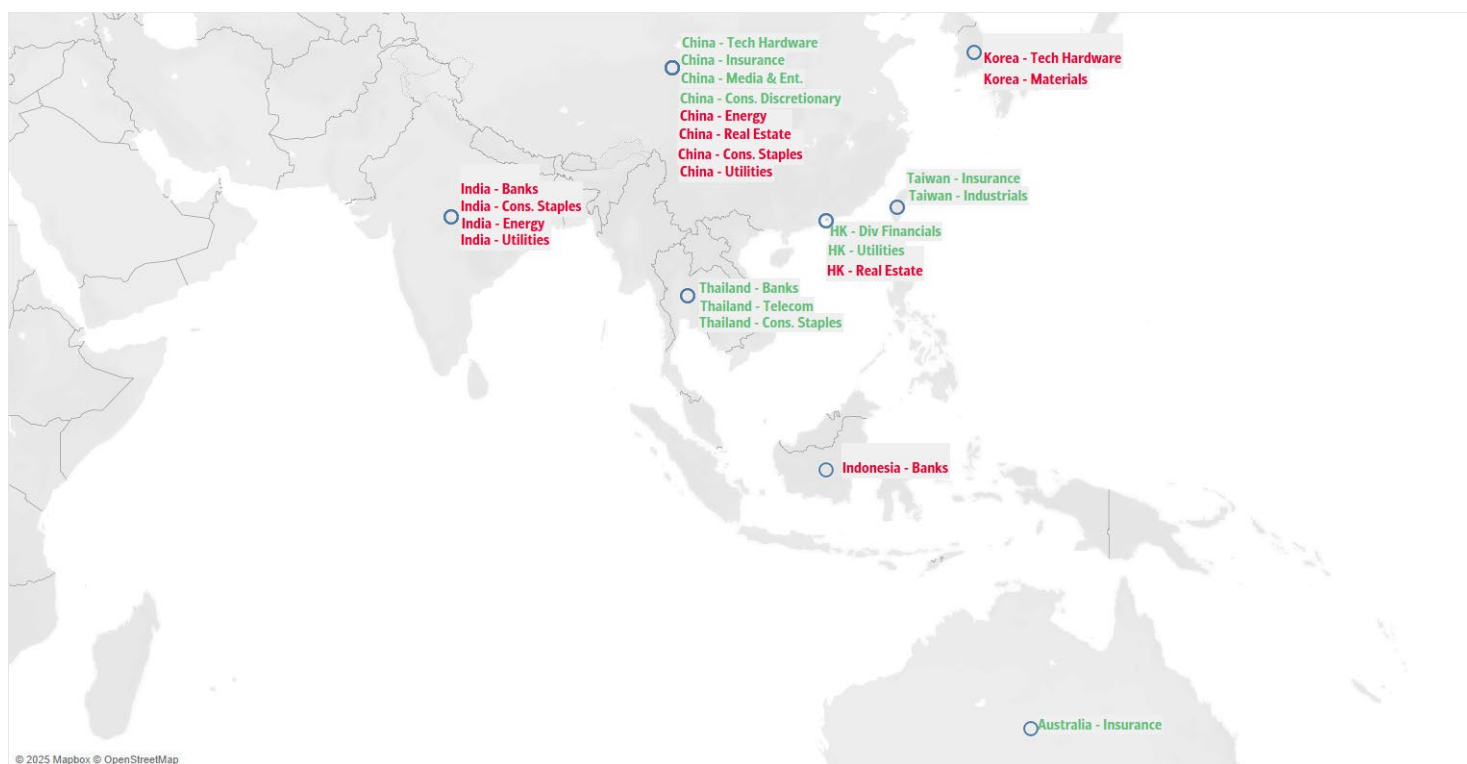 China - Tech Hardware
China - Insurance
China - Media & Ent.
China - Cons. Discretionary
China - Energy
China - Real Estate
China - Cons. Staples
China - Utilities
Korea - Tech Hardware
Korea - Materials
India - Banks
India - Cons. Staples
India - Energy
India - Utilities
Taiwan - Insurance
Taiwan - Industrials
HK - Div Financials
HK - Utilities
HK - Real Estate
Thailand - Banks
Thailand - Telecom
Thailand - Cons. Staples
Indonesia - Banks
Australia - Insurance
© 2025 Mapbox © OpenStreetMap